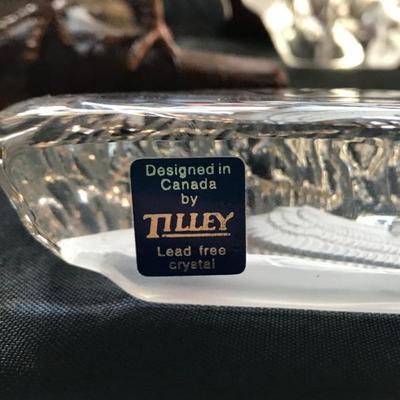 Designed in
Canada
by
TILLEY
Lead free
crystal